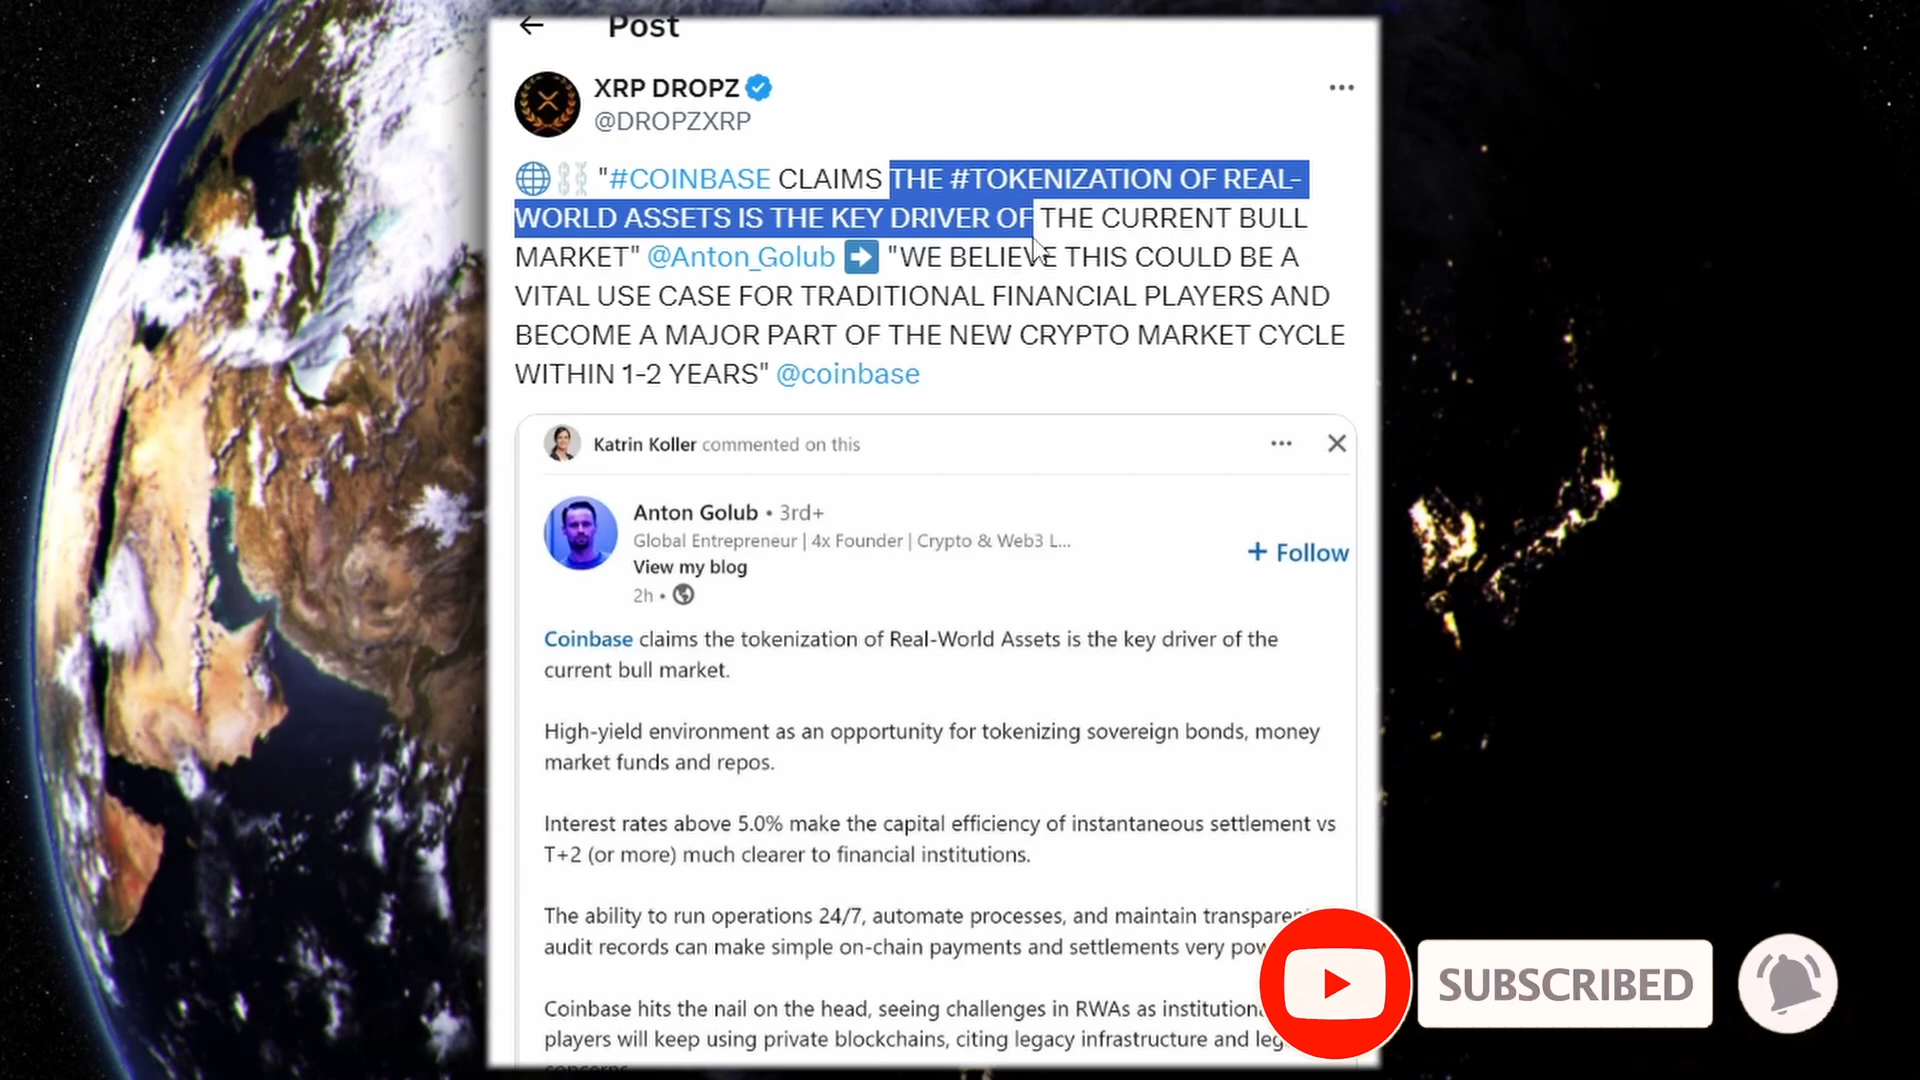 Post
XRP DROPZ
@DROPZXRP
"#COINBASE CLAIMS THE #TOKENIZATION OF REAL-
WORLD ASSETS IS THE KEY DRIVER OF THE CURRENT BULL
MARKET" @Anton_Golub ➡ "WE BELIEVE THIS COULD BE A
VITAL USE CASE FOR TRADITIONAL FINANCIAL PLAYERS AND
BECOME A MAJOR PART OF THE NEW CRYPTO MARKET CYCLE
WITHIN 1-2 YEARS" @coinbase
Katrin Koller commented on this
Anton Golub • 3rd+
Global Entrepreneur | 4x Founder | Crypto & Web3 L...
View my blog
+ Follow
2h •
Coinbase claims the tokenization of Real-World Assets is the key driver of the
current bull market.
High-yield environment as an opportunity for tokenizing sovereign bonds, money
market funds and repos.
Interest rates above 5.0% make the capital efficiency of instantaneous settlement vs
T+2 (or more) much clearer to financial institutions.
The ability to run operations 24/7, automate processes, and maintain
audit records can make simple on-chain payments and settlements very
Coinbase hits the nail on the head, seeing challenges in RWAs as
players will keep using private blockchains, citing legacy infrastructure and
SUBSCRIBED